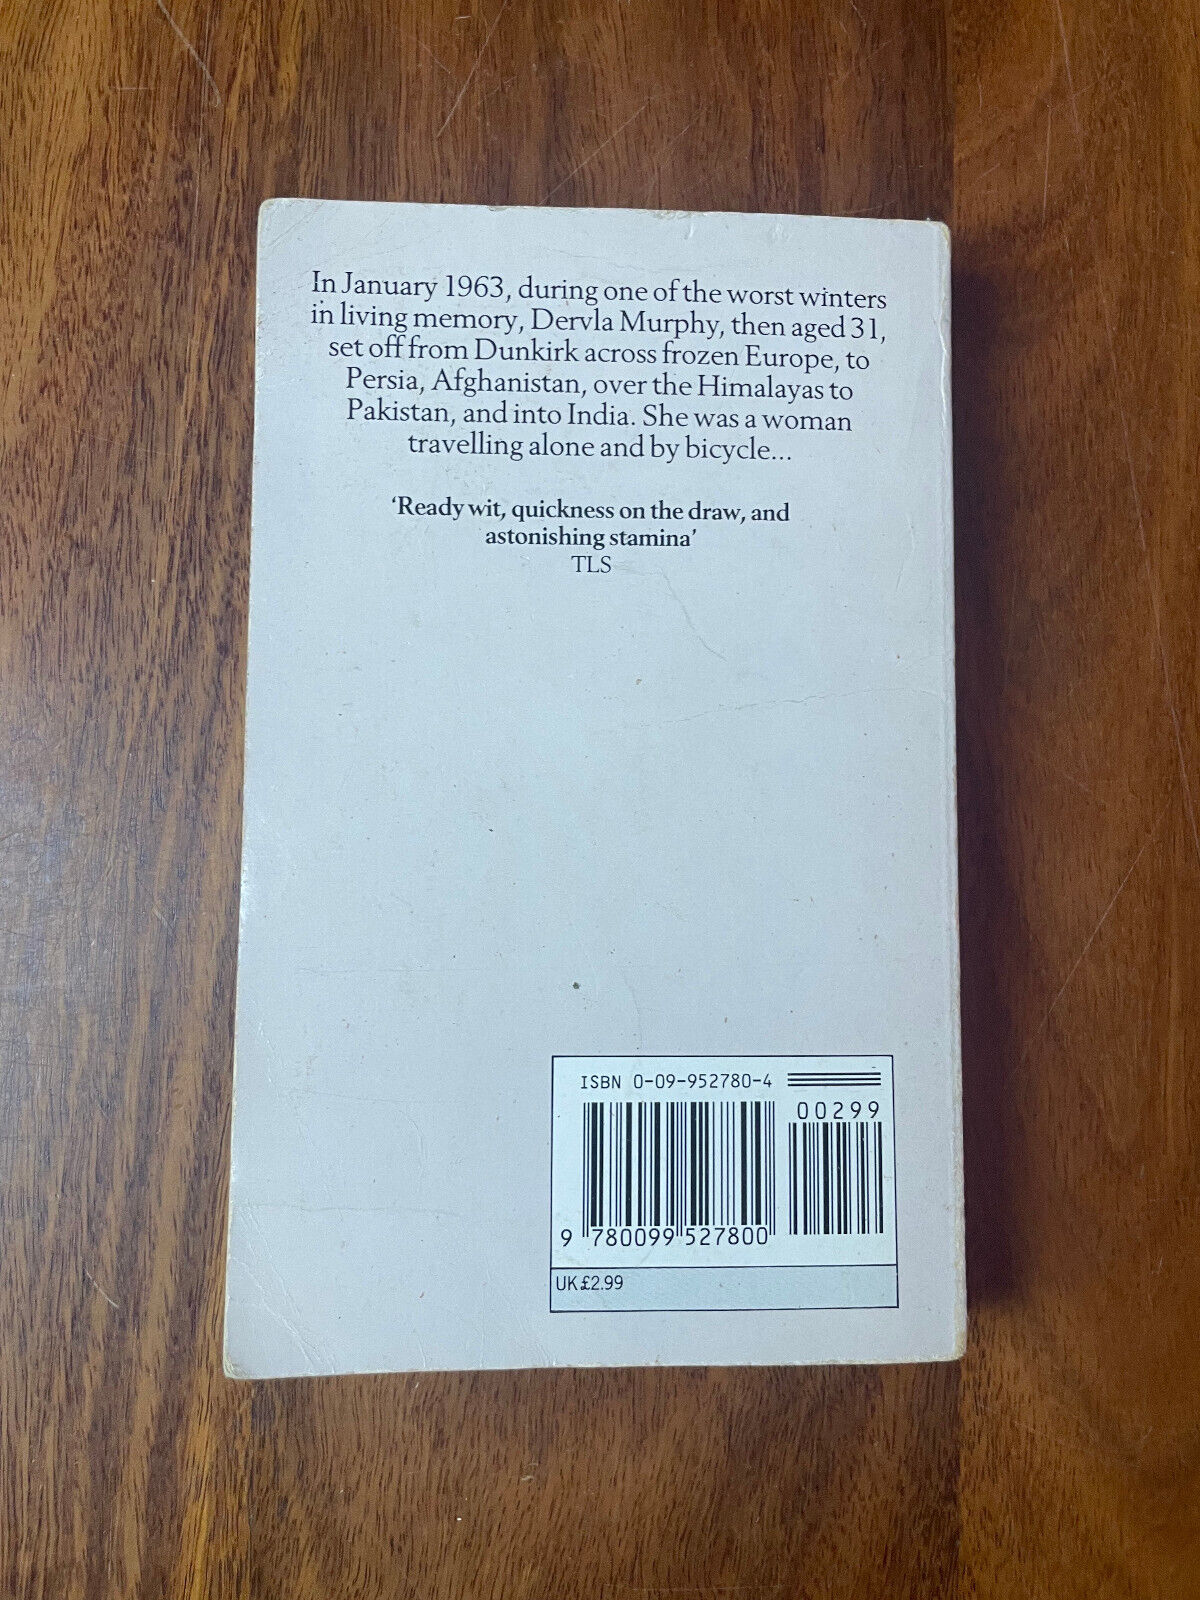 In January 1963, during one of the worst winters
in living memory, Dervla Murphy, then aged 31,
set off from Dunkirk across frozen Europe, to
Persia, Afghanistan, over the Himalayas to
Pakistan, and into India. She was a woman
travelling alone and by bicycle...
‘Ready wit, quickness on the draw, and
astonishing stamina’
TLS
ISBN 0-09-952780-4
00299
9 780099 527800
UK £2.99